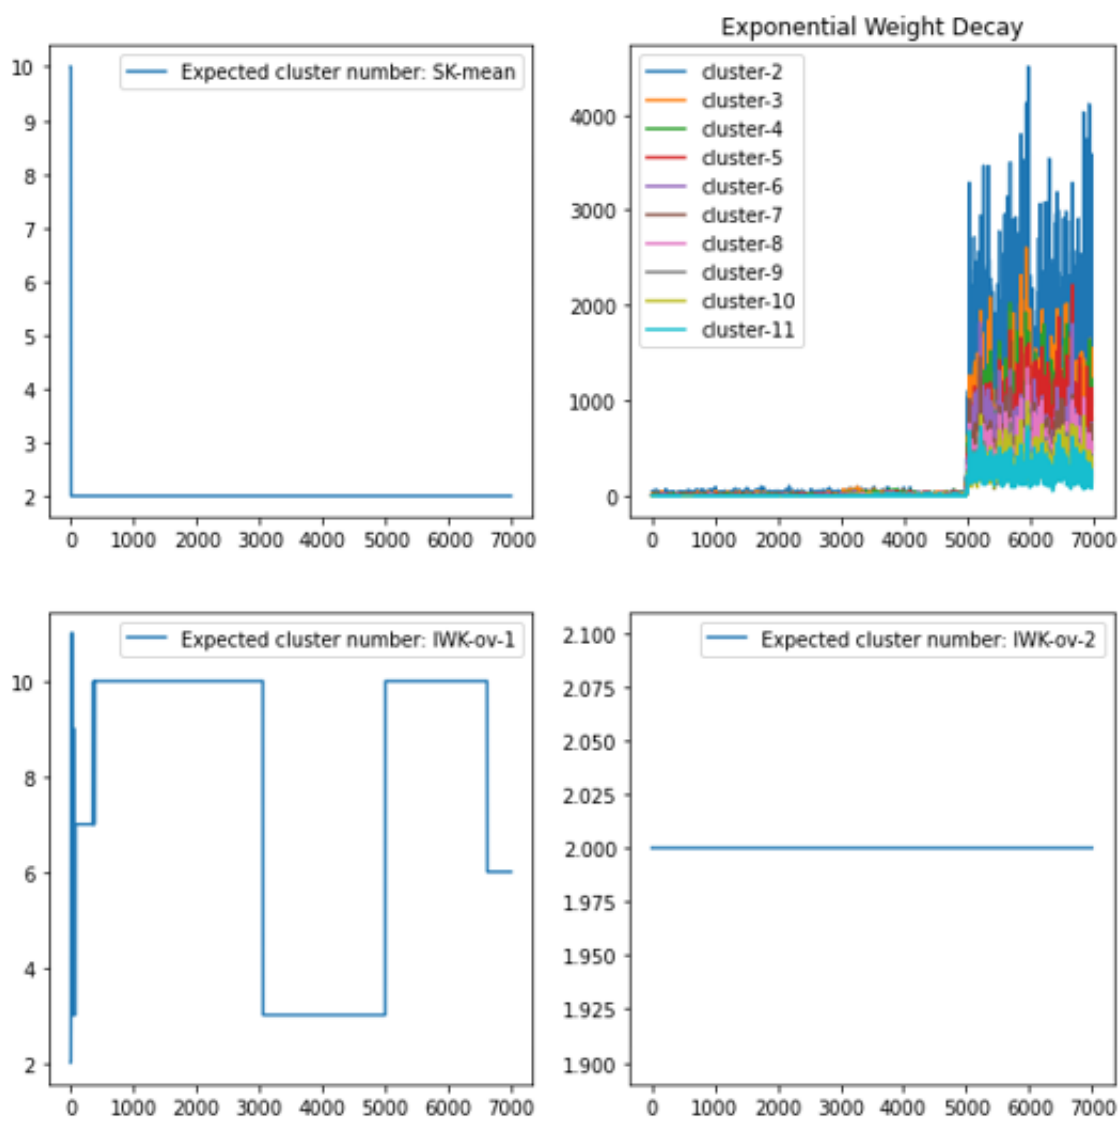 Expected cluster number: SK-mean
10
9
8
7
6
5
4
3
2
0 1000 2000 3000 4000 5000 6000 7000
Exponential Weight Decay
cluster-2
cluster-3
cluster-4
cluster-5
cluster-6
cluster-7
cluster-8
cluster-9
cluster-10
cluster-11
4000
3000
2000
1000
0
0 1000 2000 3000 4000 5000 6000 7000
Expected cluster number: IWK-ov-1
10
8
6
4
2
0 1000 2000 3000 4000 5000 6000 7000
Expected cluster number: IWK-ov-2
2.100
2.075
2.050
2.025
2.000
1.975
1.950
1.925
1.900
0 1000 2000 3000 4000 5000 6000 7000